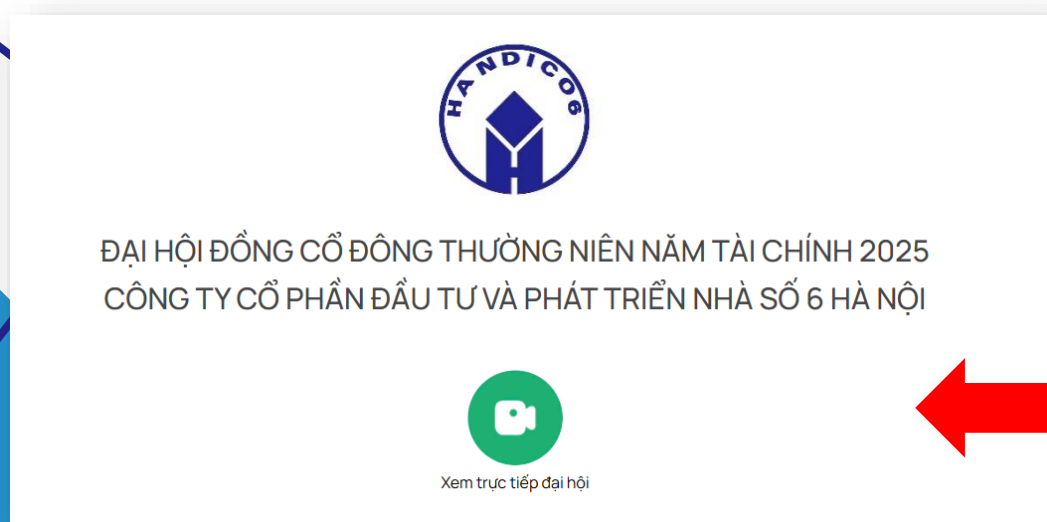 HANDICO6
ĐẠI HỘI ĐỒNG CỔ ĐÔNG THƯỜNG NIÊN NĂM TÀI CHÍNH 2025
CÔNG TY CỔ PHẦN ĐẦU TƯ VÀ PHÁT TRIỂN NHÀ SỐ 6 HÀ NỘI
Xem trực tiếp đại hội